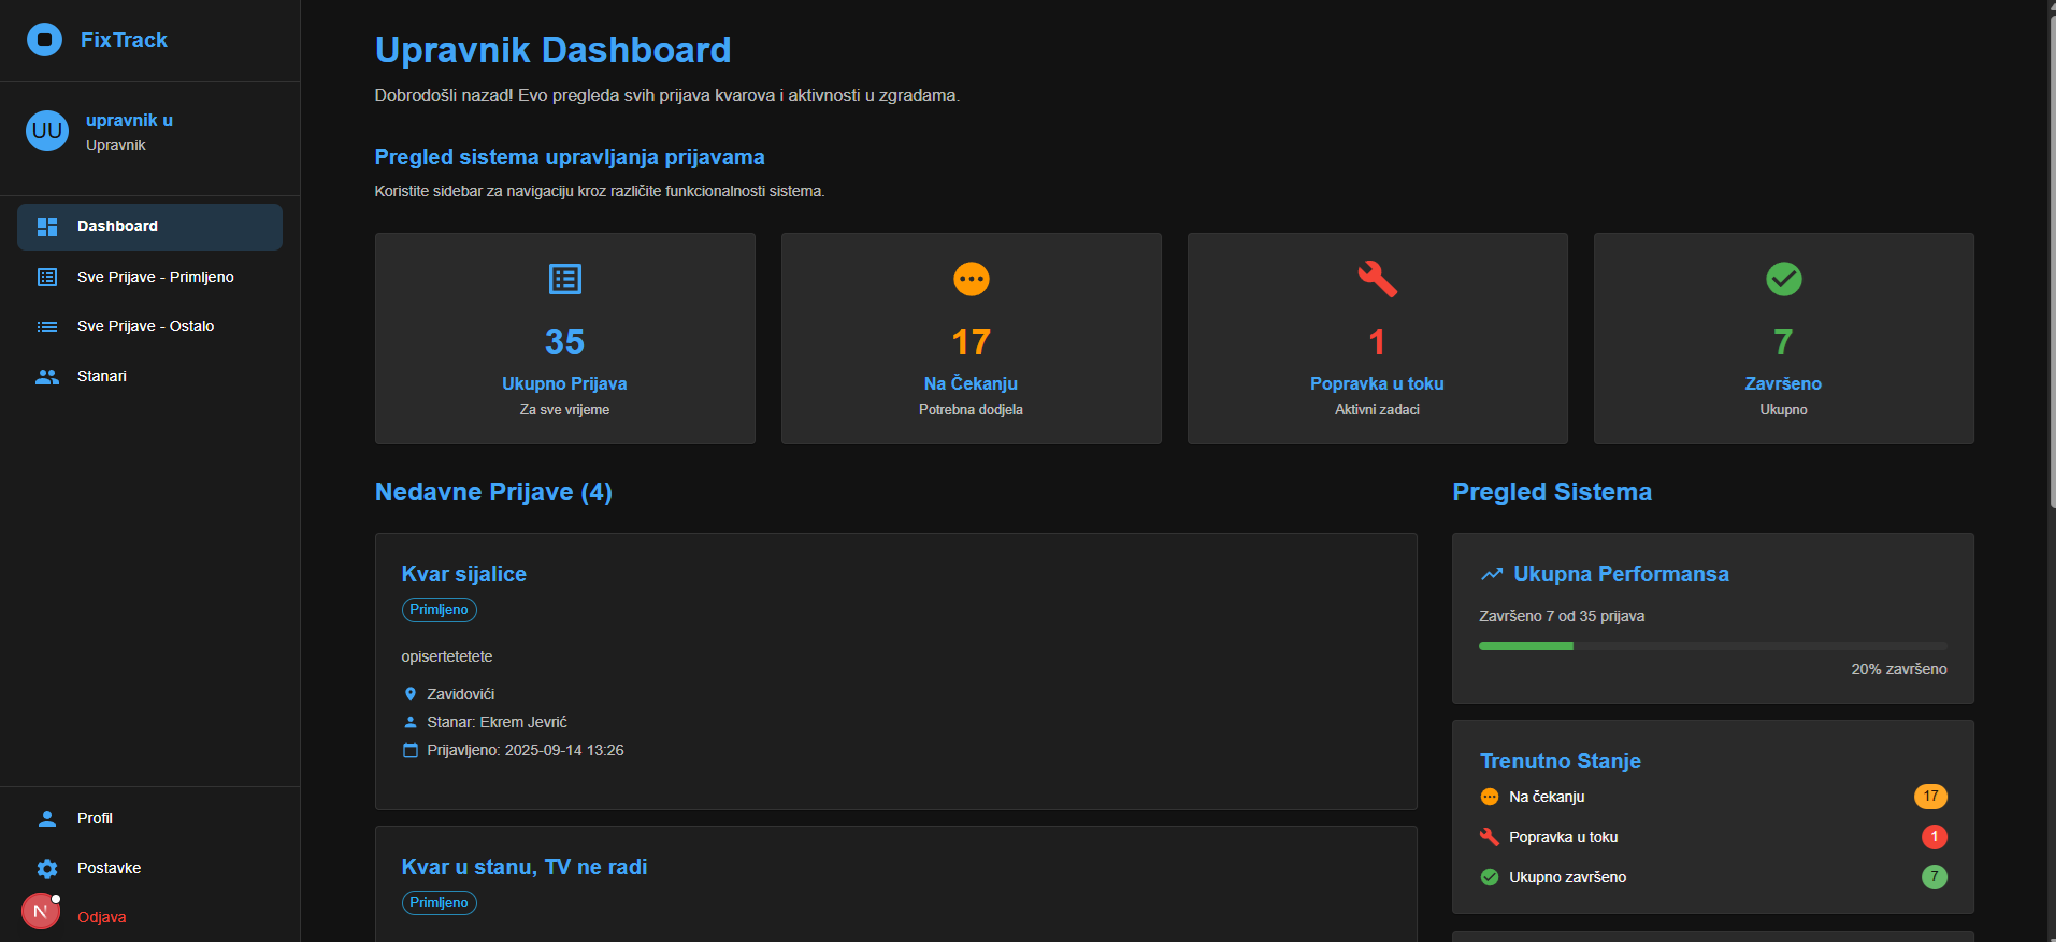 FixTrack
UU
upravnik u
Upravnik
Dashboard
Sve Prijave - Primljeno
Sve Prijave - Ostalo
Stanari
Profil
Postavke
N
Odjava
Upravnik Dashboard
Dobrodošli nazad! Evo pregleda svih prijava kvarova i aktivnosti u zgradama.
Pregled sistema upravljanja prijavama
Koristite sidebar za navigaciju kroz različite funkcionalnosti sistema.
35
Ukupno Prijava
Za sve vrijeme
17
Na Čekanju
Potrebna dodjela
1
Popravka u toku
Aktivni zadaci
7
Završeno
Ukupno
Nedavne Prijave (4)
Kvar sijalice
Primljeno
opisertetetete
Zavidovići
Stanar: Ekrem Jevrić
Prijavljeno: 2025-09-14 13:26
Kvar u stanu, TV ne radi
Primljeno
Pregled Sistema
Ukupna Performansa
Završeno 7 od 35 prijava
20% završeno
Trenutno Stanje
Na čekanju 17
Popravka u toku 1
Ukupno završeno 7